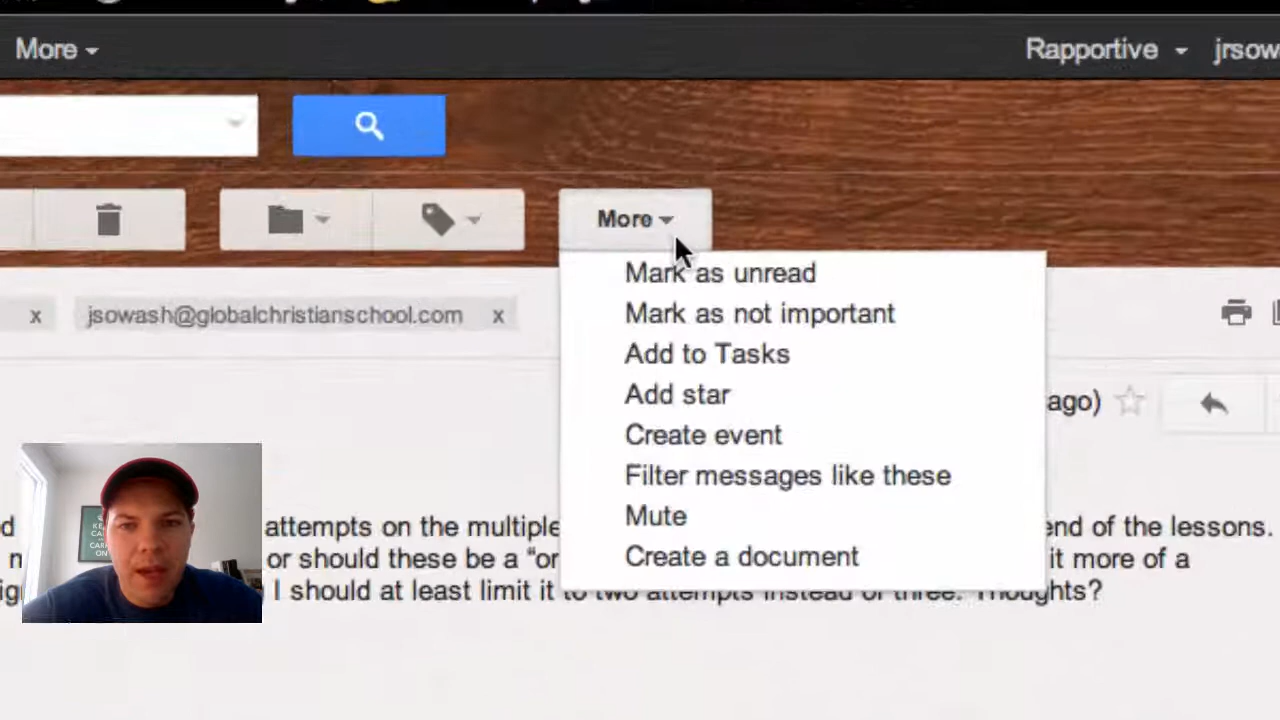 More
Rapportive
jrsow
More
Mark as unread
Mark as not important
x
jsowash@globalchristianschool.com
x
Add to Tasks
Add star
ago)
Create event
Filter messages like these
Mute
attempts on the multiple
end of the lessons.
Create a document
or should these be a “or
it more of a
I should at least limit it to two attempts instead of three. Thoughts?